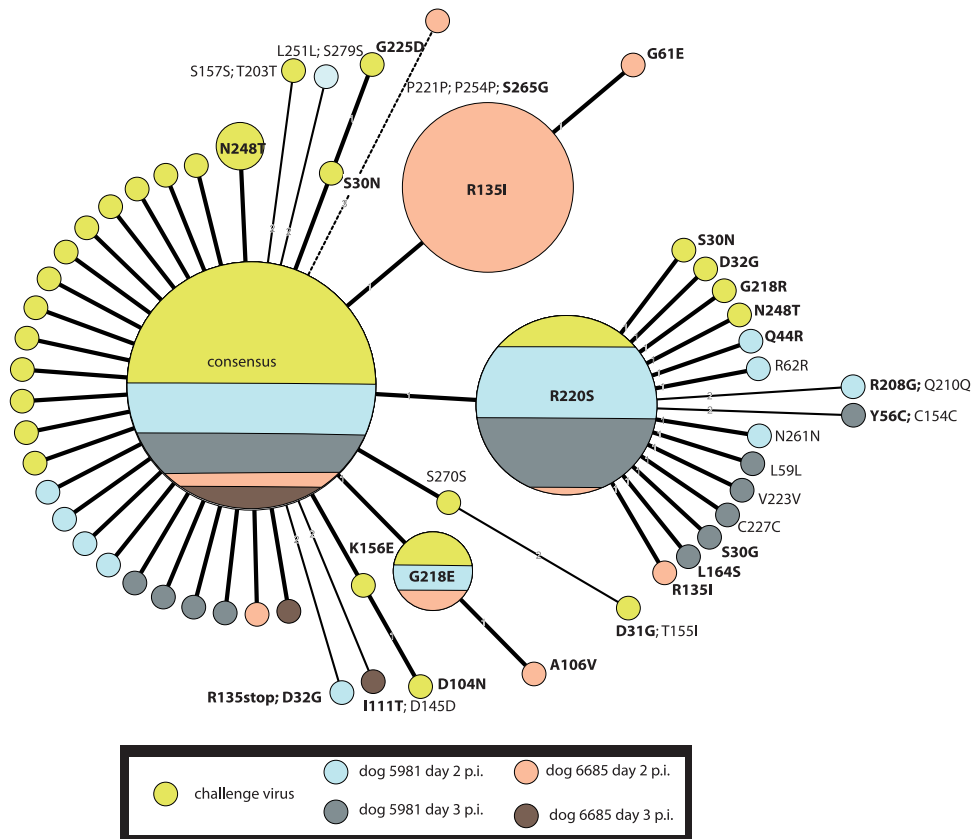 L251L; S279S
G225D
S157S; T203T
G61E
P221P; P254P; S265G
N248T
S30N
R135I
S30N
D32G
G218R
N248T
Q44R
R62R
consensus
R220S
R208G; Q210Q
Y56C; C154C
N261N
L59L
S270S
V223V
C227C
S30G
K156E
L164S
G218E
R135I
D31G; T155I
A106V
D104N
R135stop; D32G
I111T; D145D
challenge virus
dog 5981 day 2 p.i.
dog 6685 day 2 p.i.
dog 5981 day 3 p.i.
dog 6685 day 3 p.i.